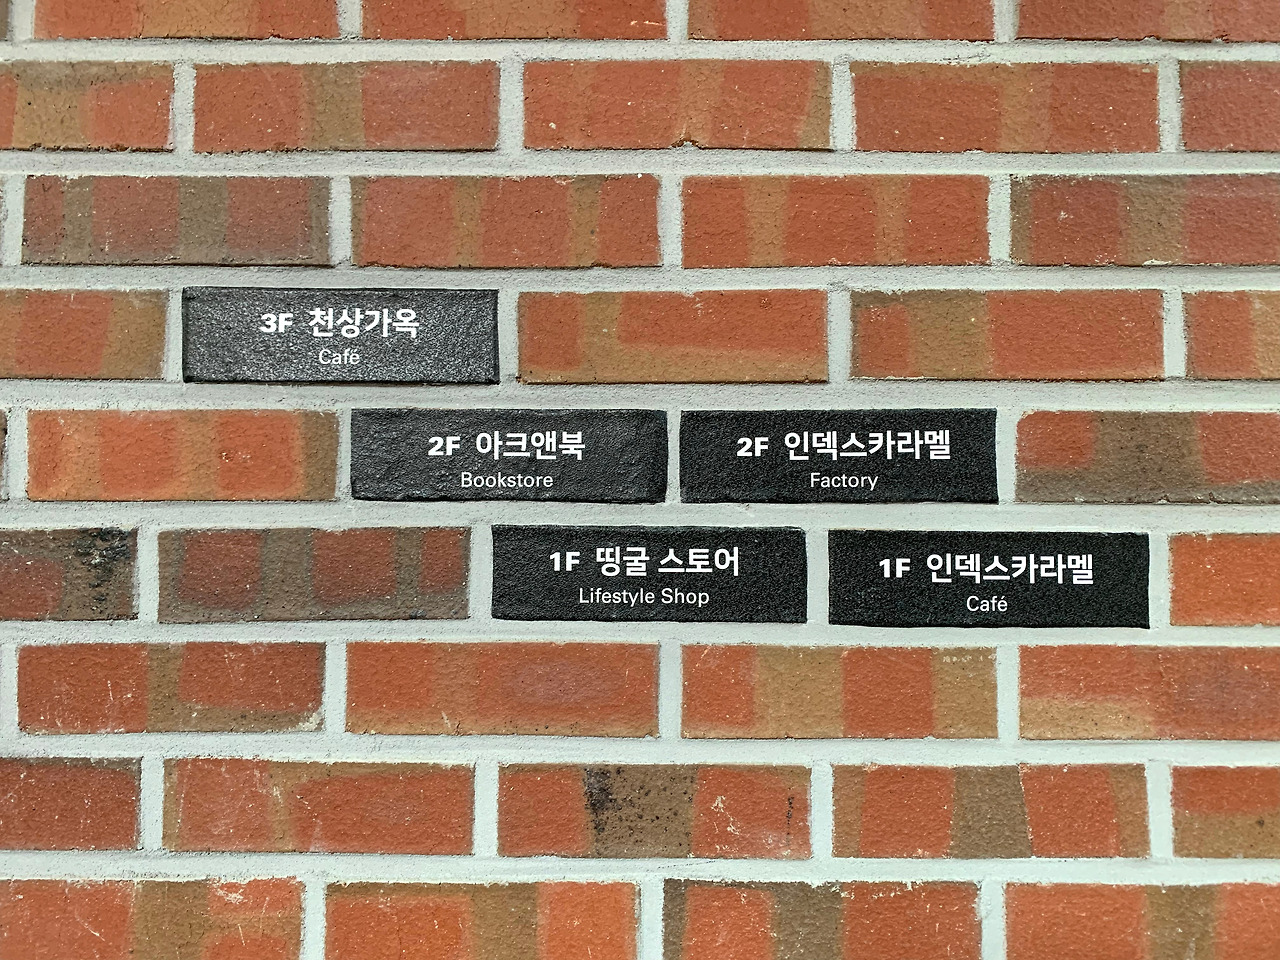 3F 천상가옥
Café
2F 아크앤북
Bookstore
2F 인덱스카라멜
Factory
1F 띵굴 스토어
Lifestyle Shop
1F 인덱스카라멜
Café